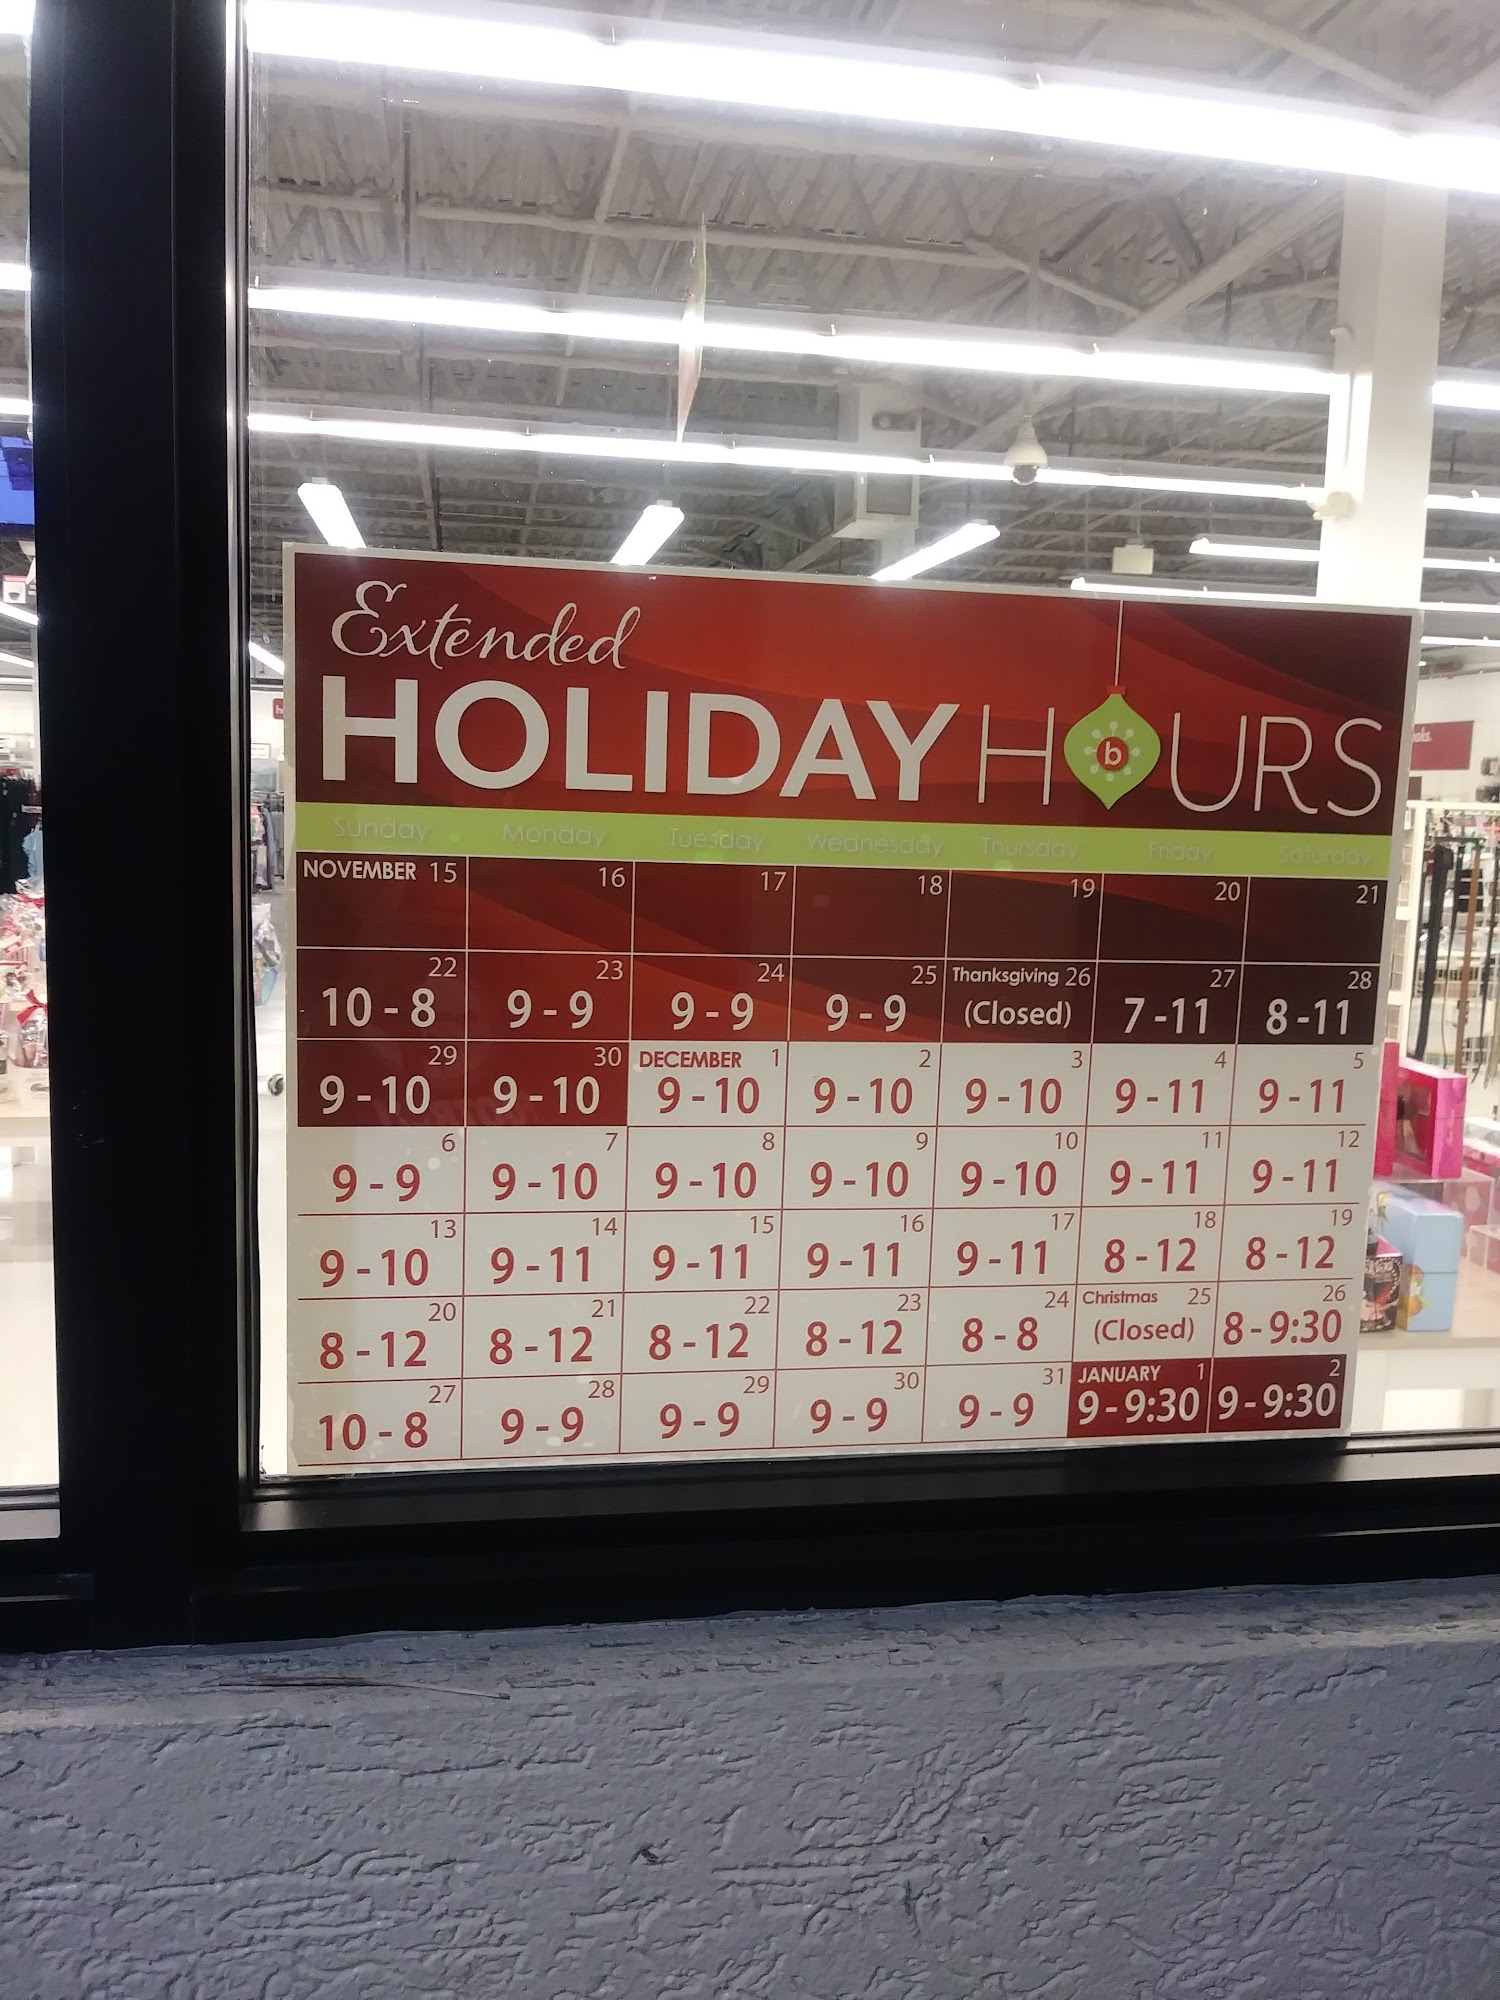 Extended
HOLIDAY HOURS
b
Sunday Monday Tuesday Wednesday Thursday Friday Saturday
NOVEMBER 15 16 17 18 19 20 21
22 23 24 25 Thanksgiving 26 27 28
10 - 8 9 - 9 9 - 9 9 - 9 (Closed) 7 - 11 8 - 11
29 30 DECEMBER 1 2 3 4 5
9 - 10 9 - 10 9 - 10 9 - 10 9 - 10 9 - 11 9 - 11
6 7 8 9 10 11 12
9 - 9 9 - 10 9 - 10 9 - 10 9 - 10 9 - 11 9 - 11
13 14 15 16 17 18 19
9 - 10 9 - 11 9 - 11 9 - 11 9 - 11 8 - 12 8 - 12
20 21 22 23 24 Christmas 25 26
8 - 12 8 - 12 8 - 12 8 - 12 8 - 8 (Closed) 8 - 9:30
27 28 29 30 31 JANUARY 1 2
10 - 8 9 - 9 9 - 9 9 - 9 9 - 9 9 - 9:30 9 - 9:30